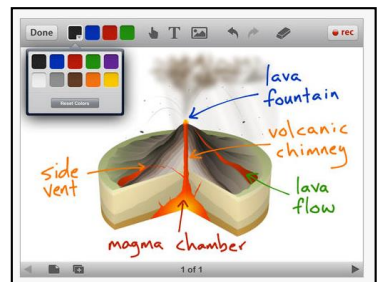 Done
T
rec
Reset Colors
lava
fountain
volcanic
chimney
side
vent
lava
flow
magma chamber
1 of 1